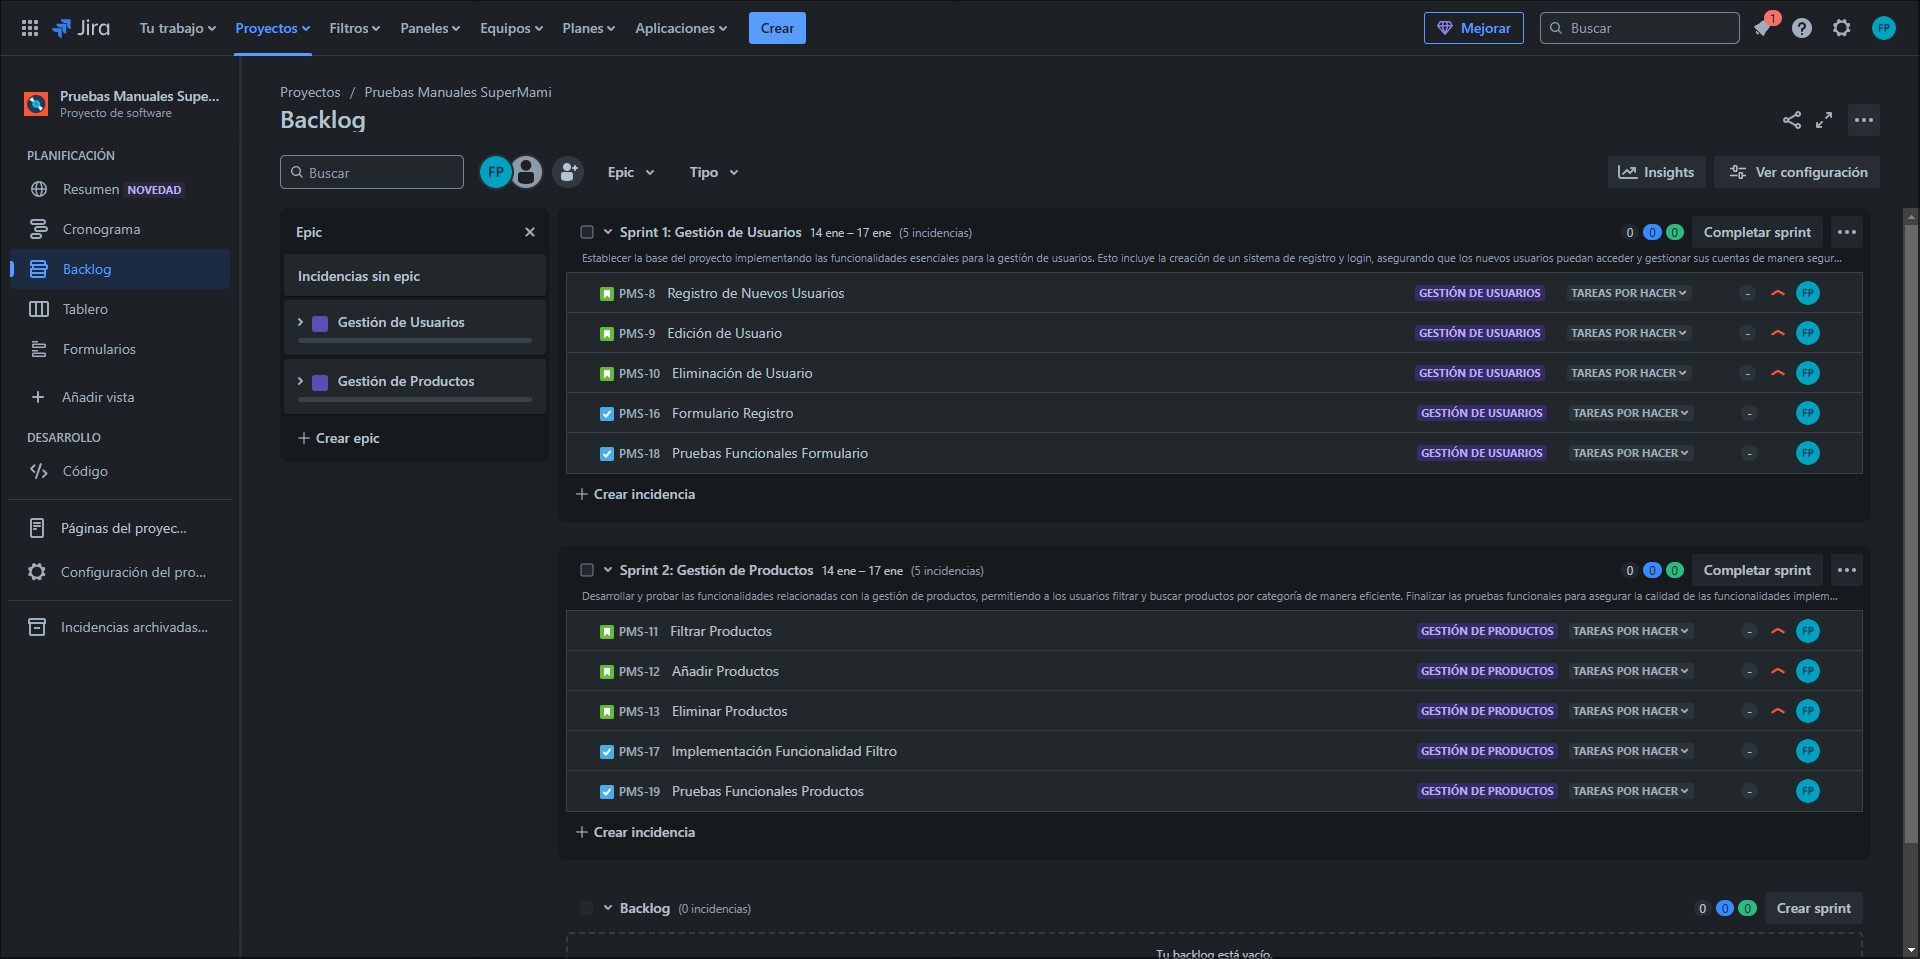 Jira
Tu trabajo
Proyectos
Filtros
Paneles
Equipos
Planes
Aplicaciones
Crear
Mejorar
Buscar
1
FP
Pruebas Manuales Supe...
Proyecto de software
PLANIFICACIÓN
Resumen NOVEDAD
Cronograma
Backlog
Tablero
Formularios
Añadir vista
DESARROLLO
Código
Páginas del proyec...
Configuración del pro...
Incidencias archivadas...
Proyectos / Pruebas Manuales SuperMami
Backlog
Buscar
FP
Epic
Tipo
Insights
Ver configuración
Epic
Incidencias sin epic
Gestión de Usuarios
Gestión de Productos
Crear epic
Sprint 1: Gestión de Usuarios 14 ene – 17 ene (5 incidencias) 0 0 0 Completar sprint
Establecer la base del proyecto implementando las funcionalidades esenciales para la gestión de usuarios. Esto incluye la creación de un sistema de registro y login, asegurando que los nuevos usuarios puedan acceder y gestionar sus cuentas de manera segur...
PMS-8 Registro de Nuevos Usuarios GESTIÓN DE USUARIOS TAREAS POR HACER - FP
PMS-9 Edición de Usuario GESTIÓN DE USUARIOS TAREAS POR HACER - FP
PMS-10 Eliminación de Usuario GESTIÓN DE USUARIOS TAREAS POR HACER - FP
PMS-16 Formulario Registro GESTIÓN DE USUARIOS TAREAS POR HACER - FP
PMS-18 Pruebas Funcionales Formulario GESTIÓN DE USUARIOS TAREAS POR HACER - FP
Crear incidencia
Sprint 2: Gestión de Productos 14 ene – 17 ene (5 incidencias) 0 0 0 Completar sprint
Desarrollar y probar las funcionalidades relacionadas con la gestión de productos, permitiendo a los usuarios filtrar y buscar productos por categoría de manera eficiente. Finalizar las pruebas funcionales para asegurar la calidad de las funcionalidades implem...
PMS-11 Filtrar Productos GESTIÓN DE PRODUCTOS TAREAS POR HACER - FP
PMS-12 Añadir Productos GESTIÓN DE PRODUCTOS TAREAS POR HACER - FP
PMS-13 Eliminar Productos GESTIÓN DE PRODUCTOS TAREAS POR HACER - FP
PMS-17 Implementación Funcionalidad Filtro GESTIÓN DE PRODUCTOS TAREAS POR HACER - FP
PMS-19 Pruebas Funcionales Productos GESTIÓN DE PRODUCTOS TAREAS POR HACER - FP
Crear incidencia
Backlog (0 incidencias) 0 0 0 Crear sprint
Tu backlog está vacío.